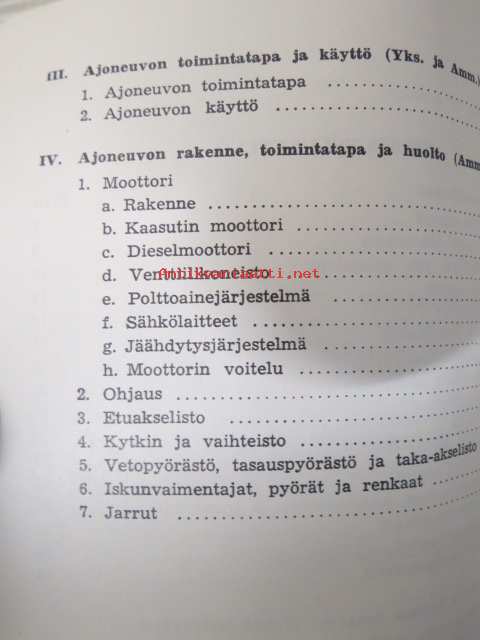 III. Ajoneuvon toimintatapa ja käyttö (Yks. ja Amm.)
1. Ajoneuvon toimintatapa
2. Ajoneuvon käyttö
IV. Ajoneuvon rakenne, toimintatapa ja huolto (Amm
1. Moottori
a. Rakenne
b. Kaasutin moottori
c. Dieselmoottori
d. Venttiilikoneisto
e. Polttoainejärjestelmä
f. Sähkölaitteet
g. Jäähdytysjärjestelmä
h. Moottorin voitelu
2. Ohjaus
3. Etuakselisto
4. Kytkin ja vaihteisto
5. Vetopyörästö, tasauspyörästö ja taka-akselisto
6. Iskunvaimentajat, pyörät ja renkaat
7. Jarrut